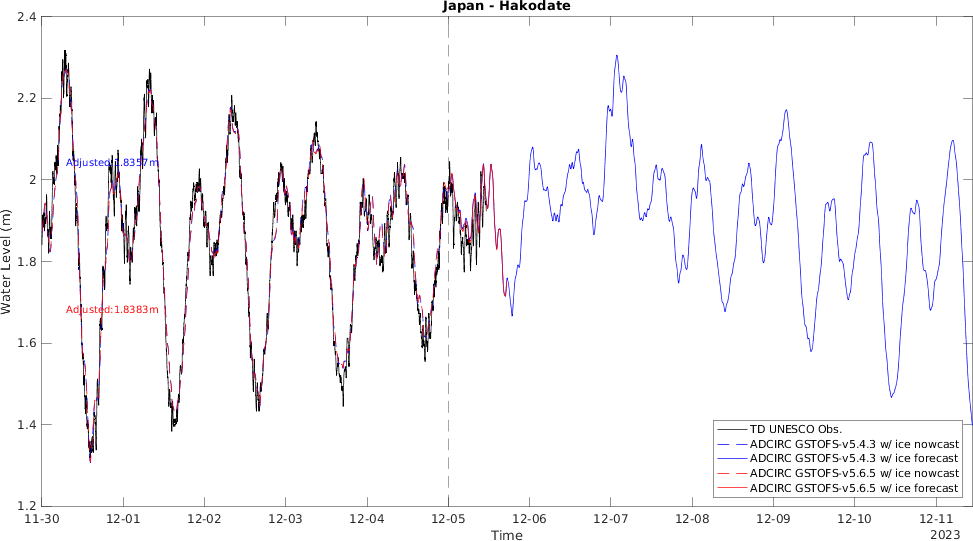 Japan - Hakodate
Water Level (m)
2.4
2.2
2
1.8
1.6
1.4
1.2
Adjusted:1.8357m
Adjusted:1.8383m
TD UNESCO Obs.
ADCIRC GSTOFS-v5.4.3 w/ ice nowcast
ADCIRC GSTOFS-v5.4.3 w/ ice forecast
ADCIRC GSTOFS-v5.6.5 w/ ice nowcast
ADCIRC GSTOFS-v5.6.5 w/ ice forecast
11-30 12-01 12-02 12-03 12-04 12-05 12-06 12-07 12-08 12-09 12-10 12-11
Time
2023